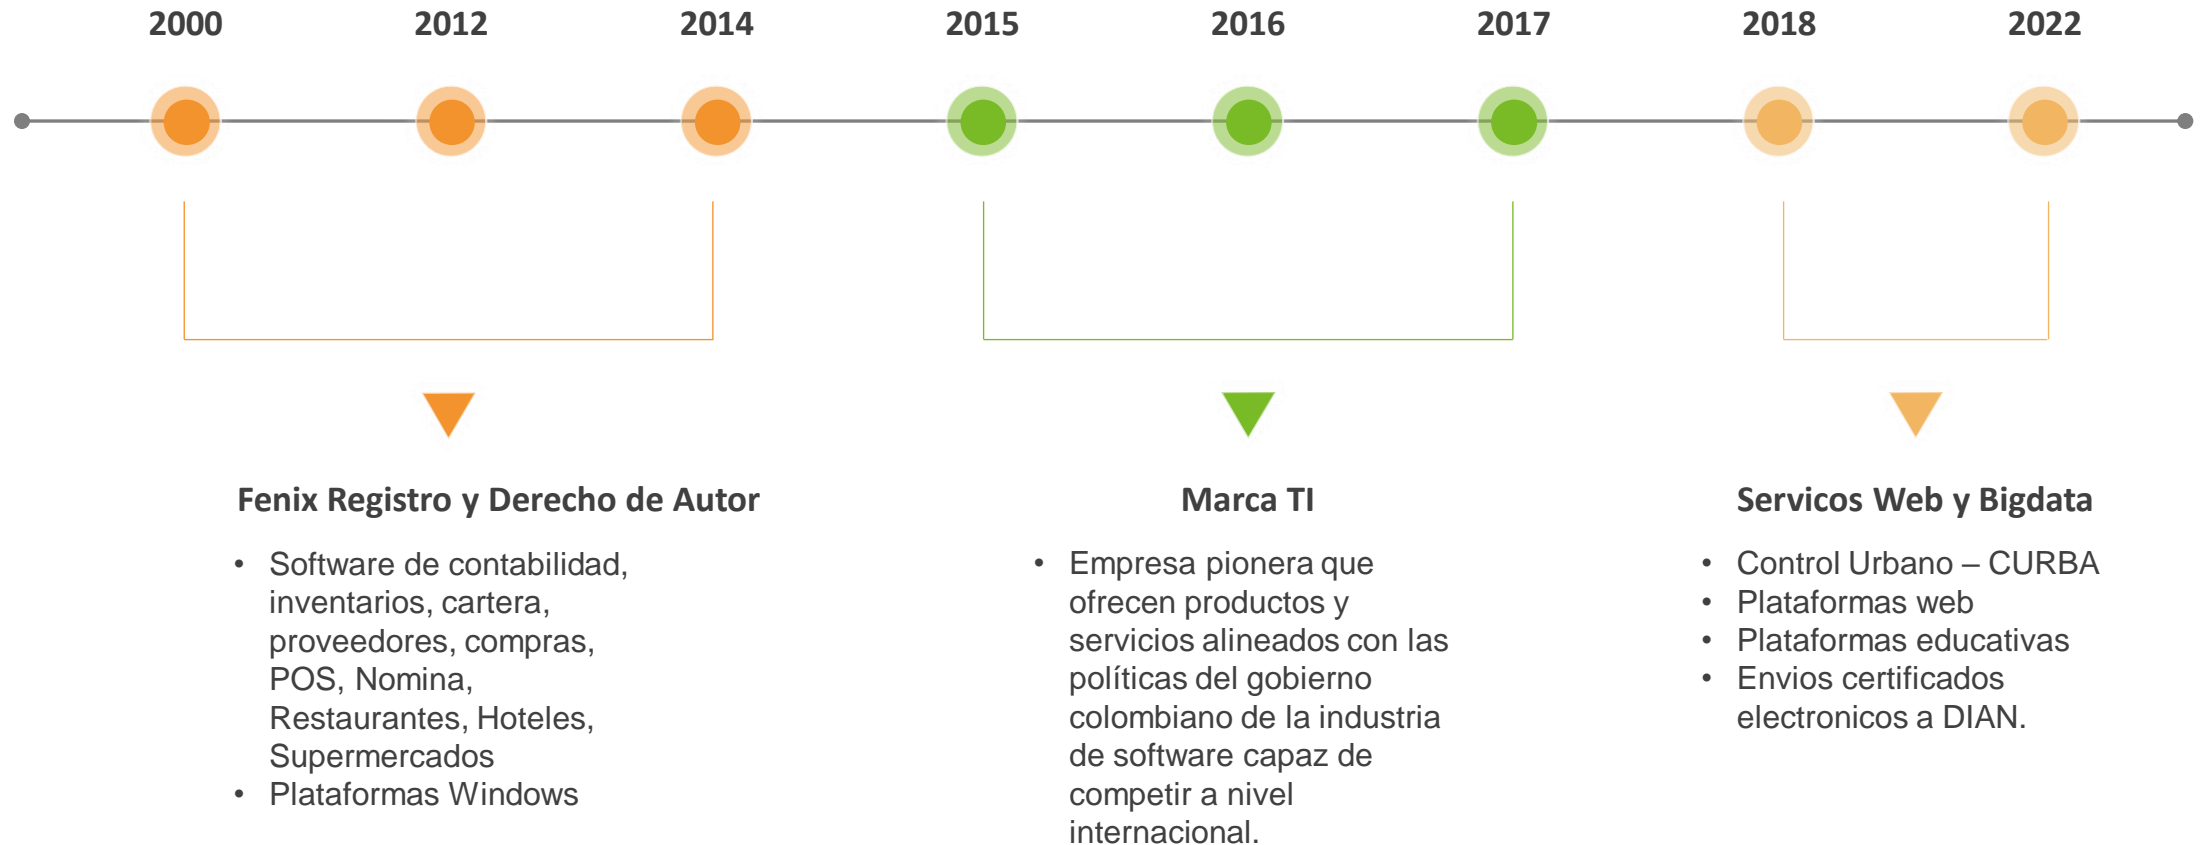 2000 2012 2014 2015 2016 2017 2018 2022
Fenix Registro y Derecho de Autor
• Software de contabilidad,
inventarios, cartera,
proveedores, compras,
POS, Nomina,
Restaurantes, Hoteles,
Supermercados
• Plataformas Windows
Marca TI
• Empresa pionera que
ofrecen productos y
servicios alineados con las
políticas del gobierno
colombiano de la industria
de software capaz de
competir a nivel
internacional.
Servicos Web y Bigdata
• Control Urbano – CURBA
• Plataformas web
• Plataformas educativas
• Envios certificados
electronicos a DIAN.